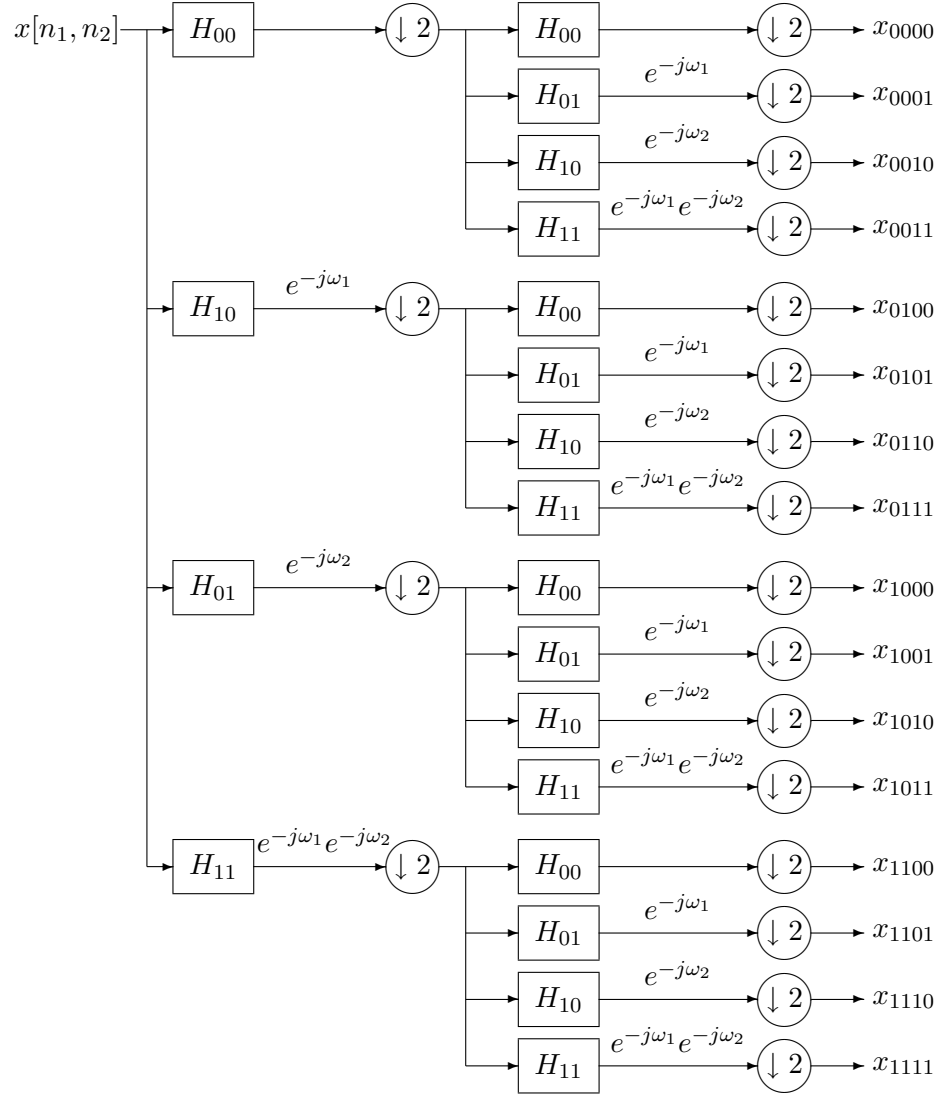 x[n₁, n₂] H₀₀ ↓ 2 H₀₀ ↓ 2 x₀₀₀₀
H₀₁ e^{-jω₁} ↓ 2 x₀₀₀₁
H₁₀ e^{-jω₂} ↓ 2 x₀₀₁₀
H₁₁ e^{-jω₁}e^{-jω₂} ↓ 2 x₀₀₁₁
H₁₀ e^{-jω₁} ↓ 2 H₀₀ ↓ 2 x₀₁₀₀
H₀₁ e^{-jω₁} ↓ 2 x₀₁₀₁
H₁₀ e^{-jω₂} ↓ 2 x₀₁₁₀
H₁₁ e^{-jω₁}e^{-jω₂} ↓ 2 x₀₁₁₁
H₀₁ e^{-jω₂} ↓ 2 H₀₀ ↓ 2 x₁₀₀₀
H₀₁ e^{-jω₁} ↓ 2 x₁₀₀₁
H₁₀ e^{-jω₂} ↓ 2 x₁₀₁₀
H₁₁ e^{-jω₁}e^{-jω₂} ↓ 2 x₁₀₁₁
H₁₁ e^{-jω₁}e^{-jω₂} ↓ 2 H₀₀ ↓ 2 x₁₁₀₀
H₀₁ e^{-jω₁} ↓ 2 x₁₁₀₁
H₁₀ e^{-jω₂} ↓ 2 x₁₁₁₀
H₁₁ e^{-jω₁}e^{-jω₂} ↓ 2 x₁₁₁₁